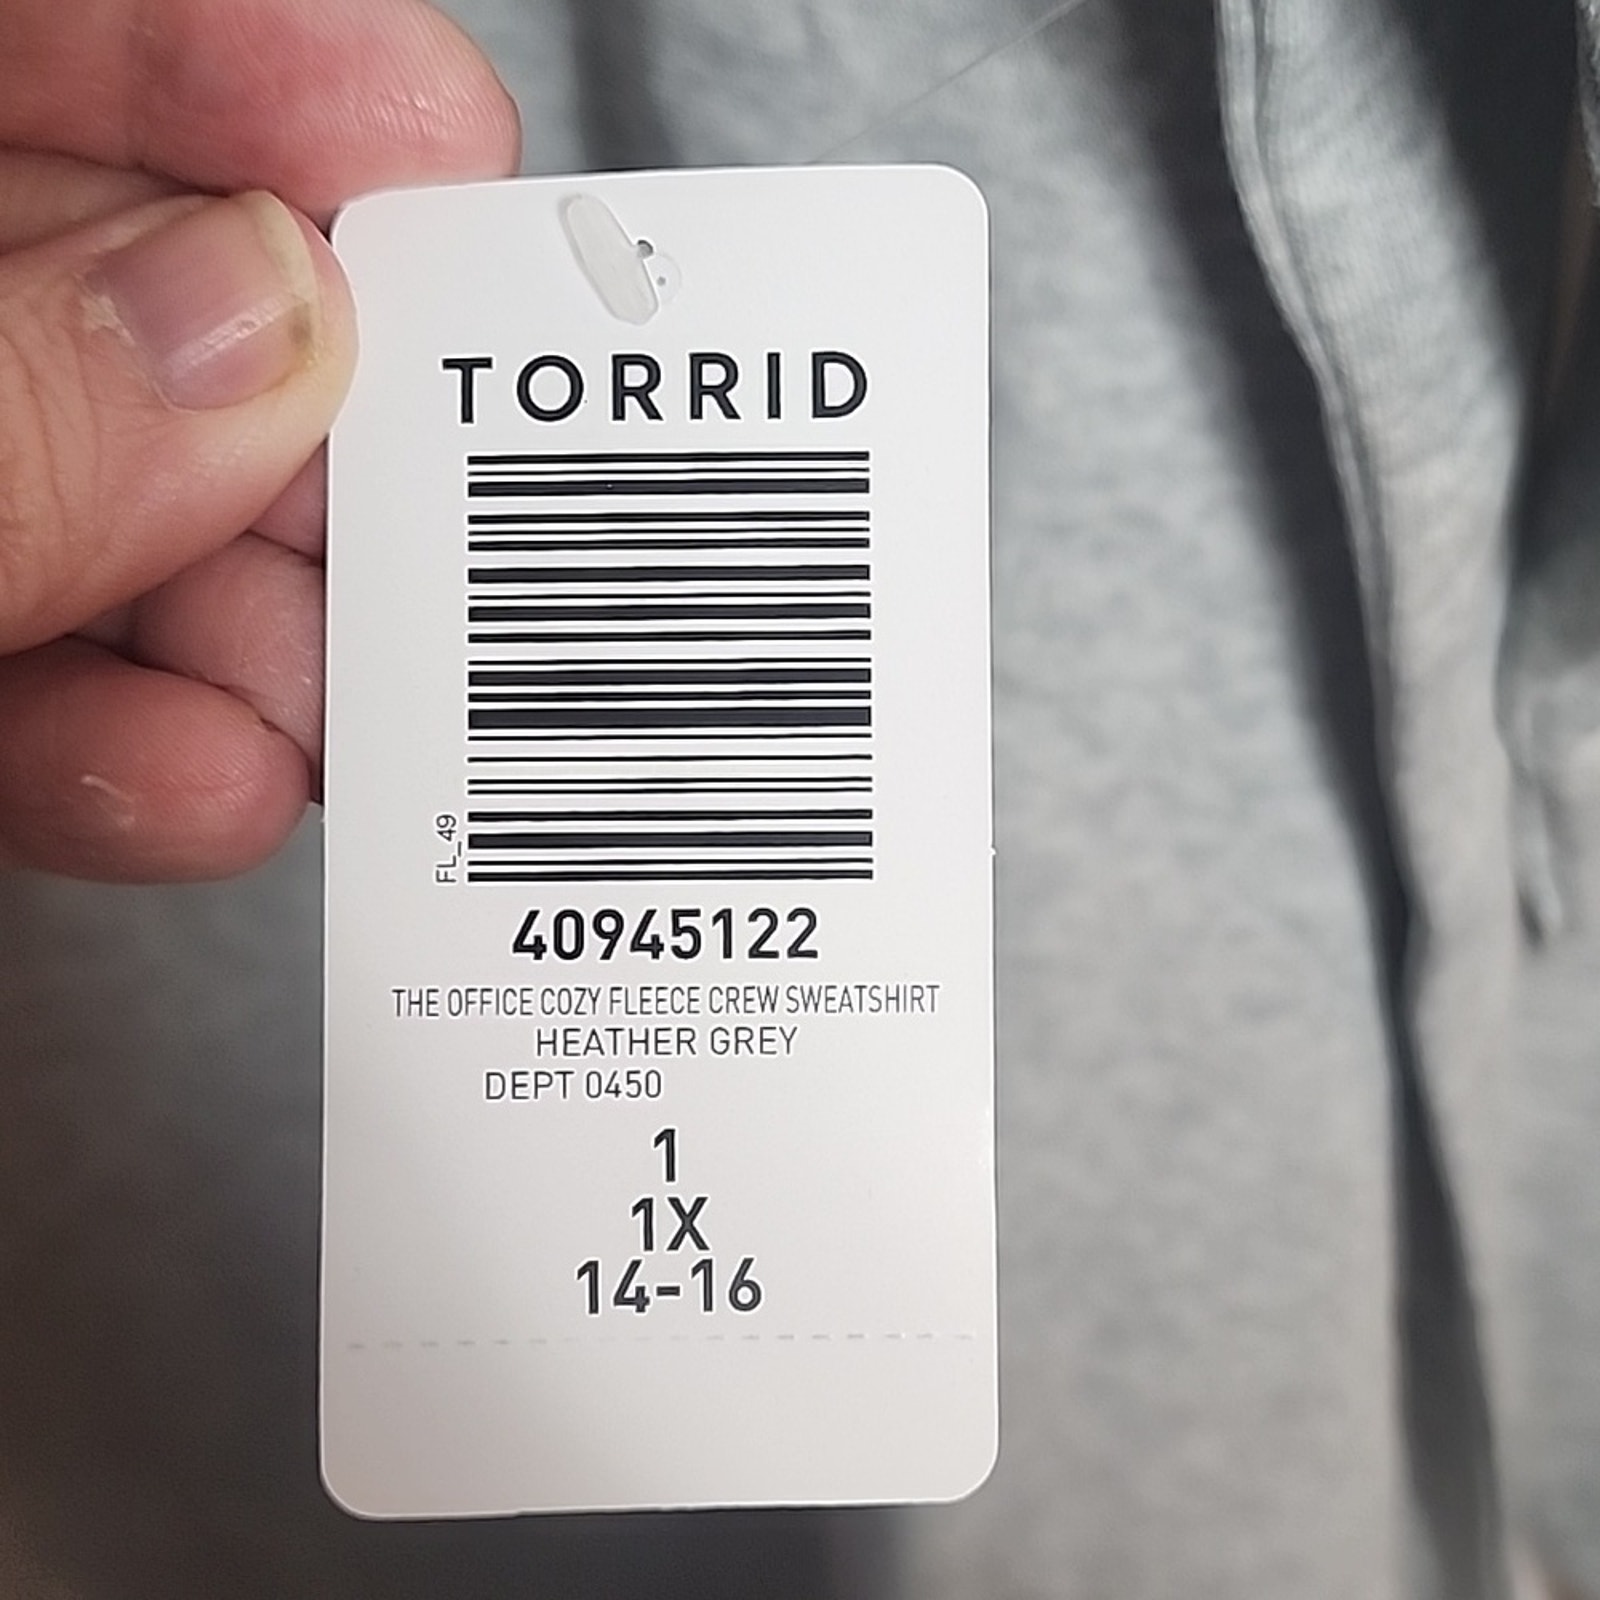 TORRID
FL_49
40945122
THE OFFICE COZY FLEECE CREW SWEATSHIRT
HEATHER GREY
DEPT 0450
1
1X
14-16